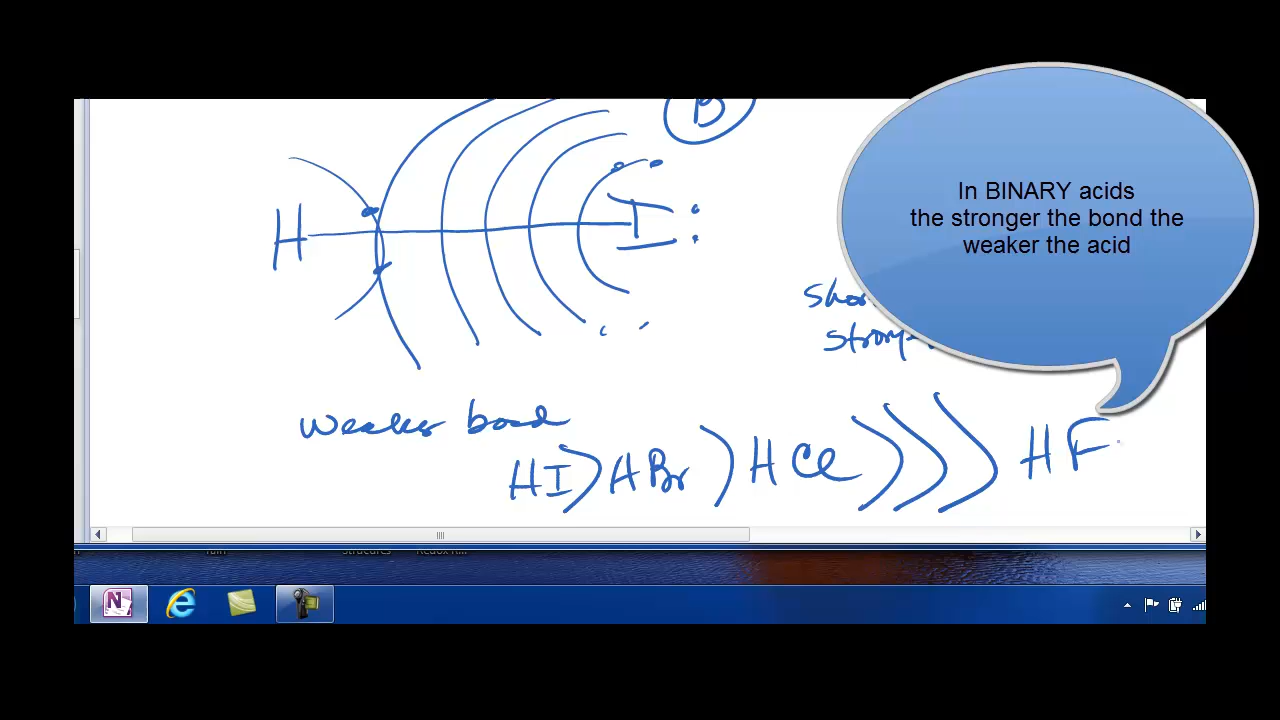 B
H I :
In BINARY acids
the stronger the bond the
weaker the acid
weaker bond
HI > HBr > HCl >>> HF
N